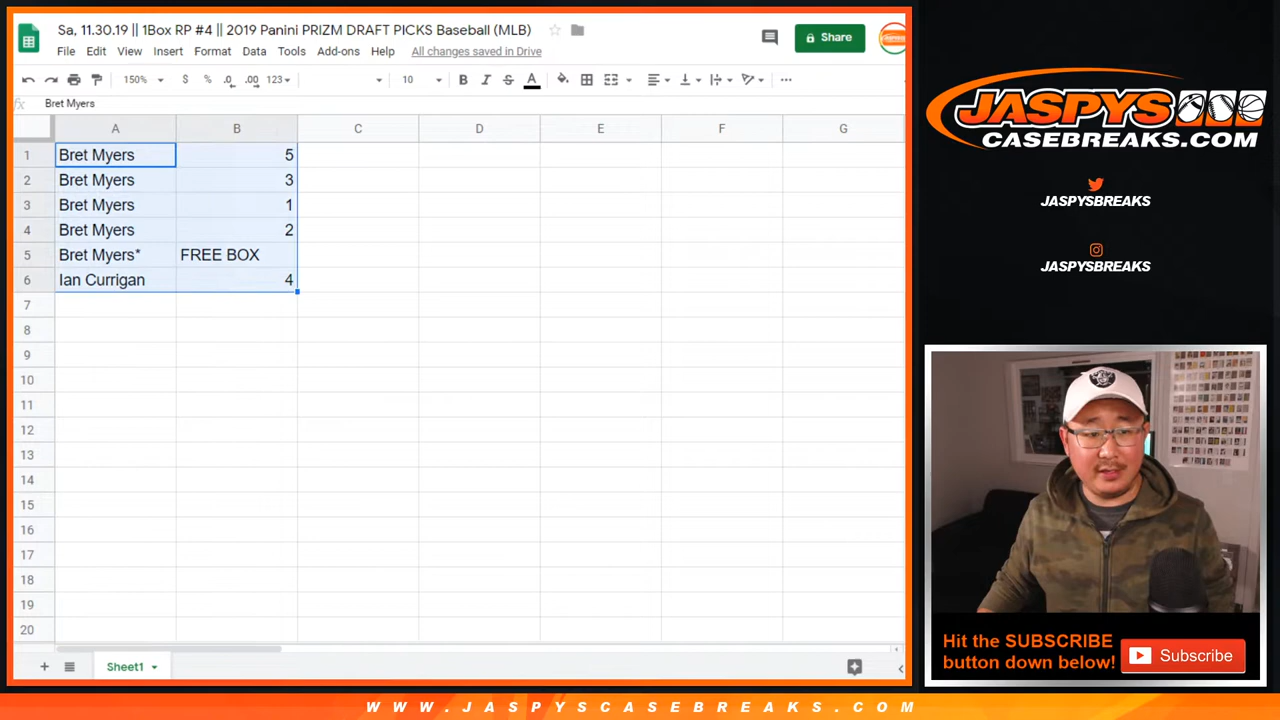 Sa, 11.30.19 || 1Box RP #4 || 2019 Panini PRIZM DRAFT PICKS Baseball (MLB)
File Edit View Insert Format Data Tools Add-ons Help All changes saved in Drive
Share
150% $ % .0 .00 123 10 B I S A
fx Bret Myers
A B C D E F G
1 Bret Myers 5
2 Bret Myers 3
3 Bret Myers 1
4 Bret Myers 2
5 Bret Myers* FREE BOX
6 Ian Currigan 4
7
8
9
10
11
12
13
14
15
16
17
18
19
20
Sheet1
JASPYS
CASEBREAKS.COM
JASPYSBREAKS
JASPYSBREAKS
Hit the SUBSCRIBE
button down below!
Subscribe
WWW.JASPYSCASEBREAKS.COM